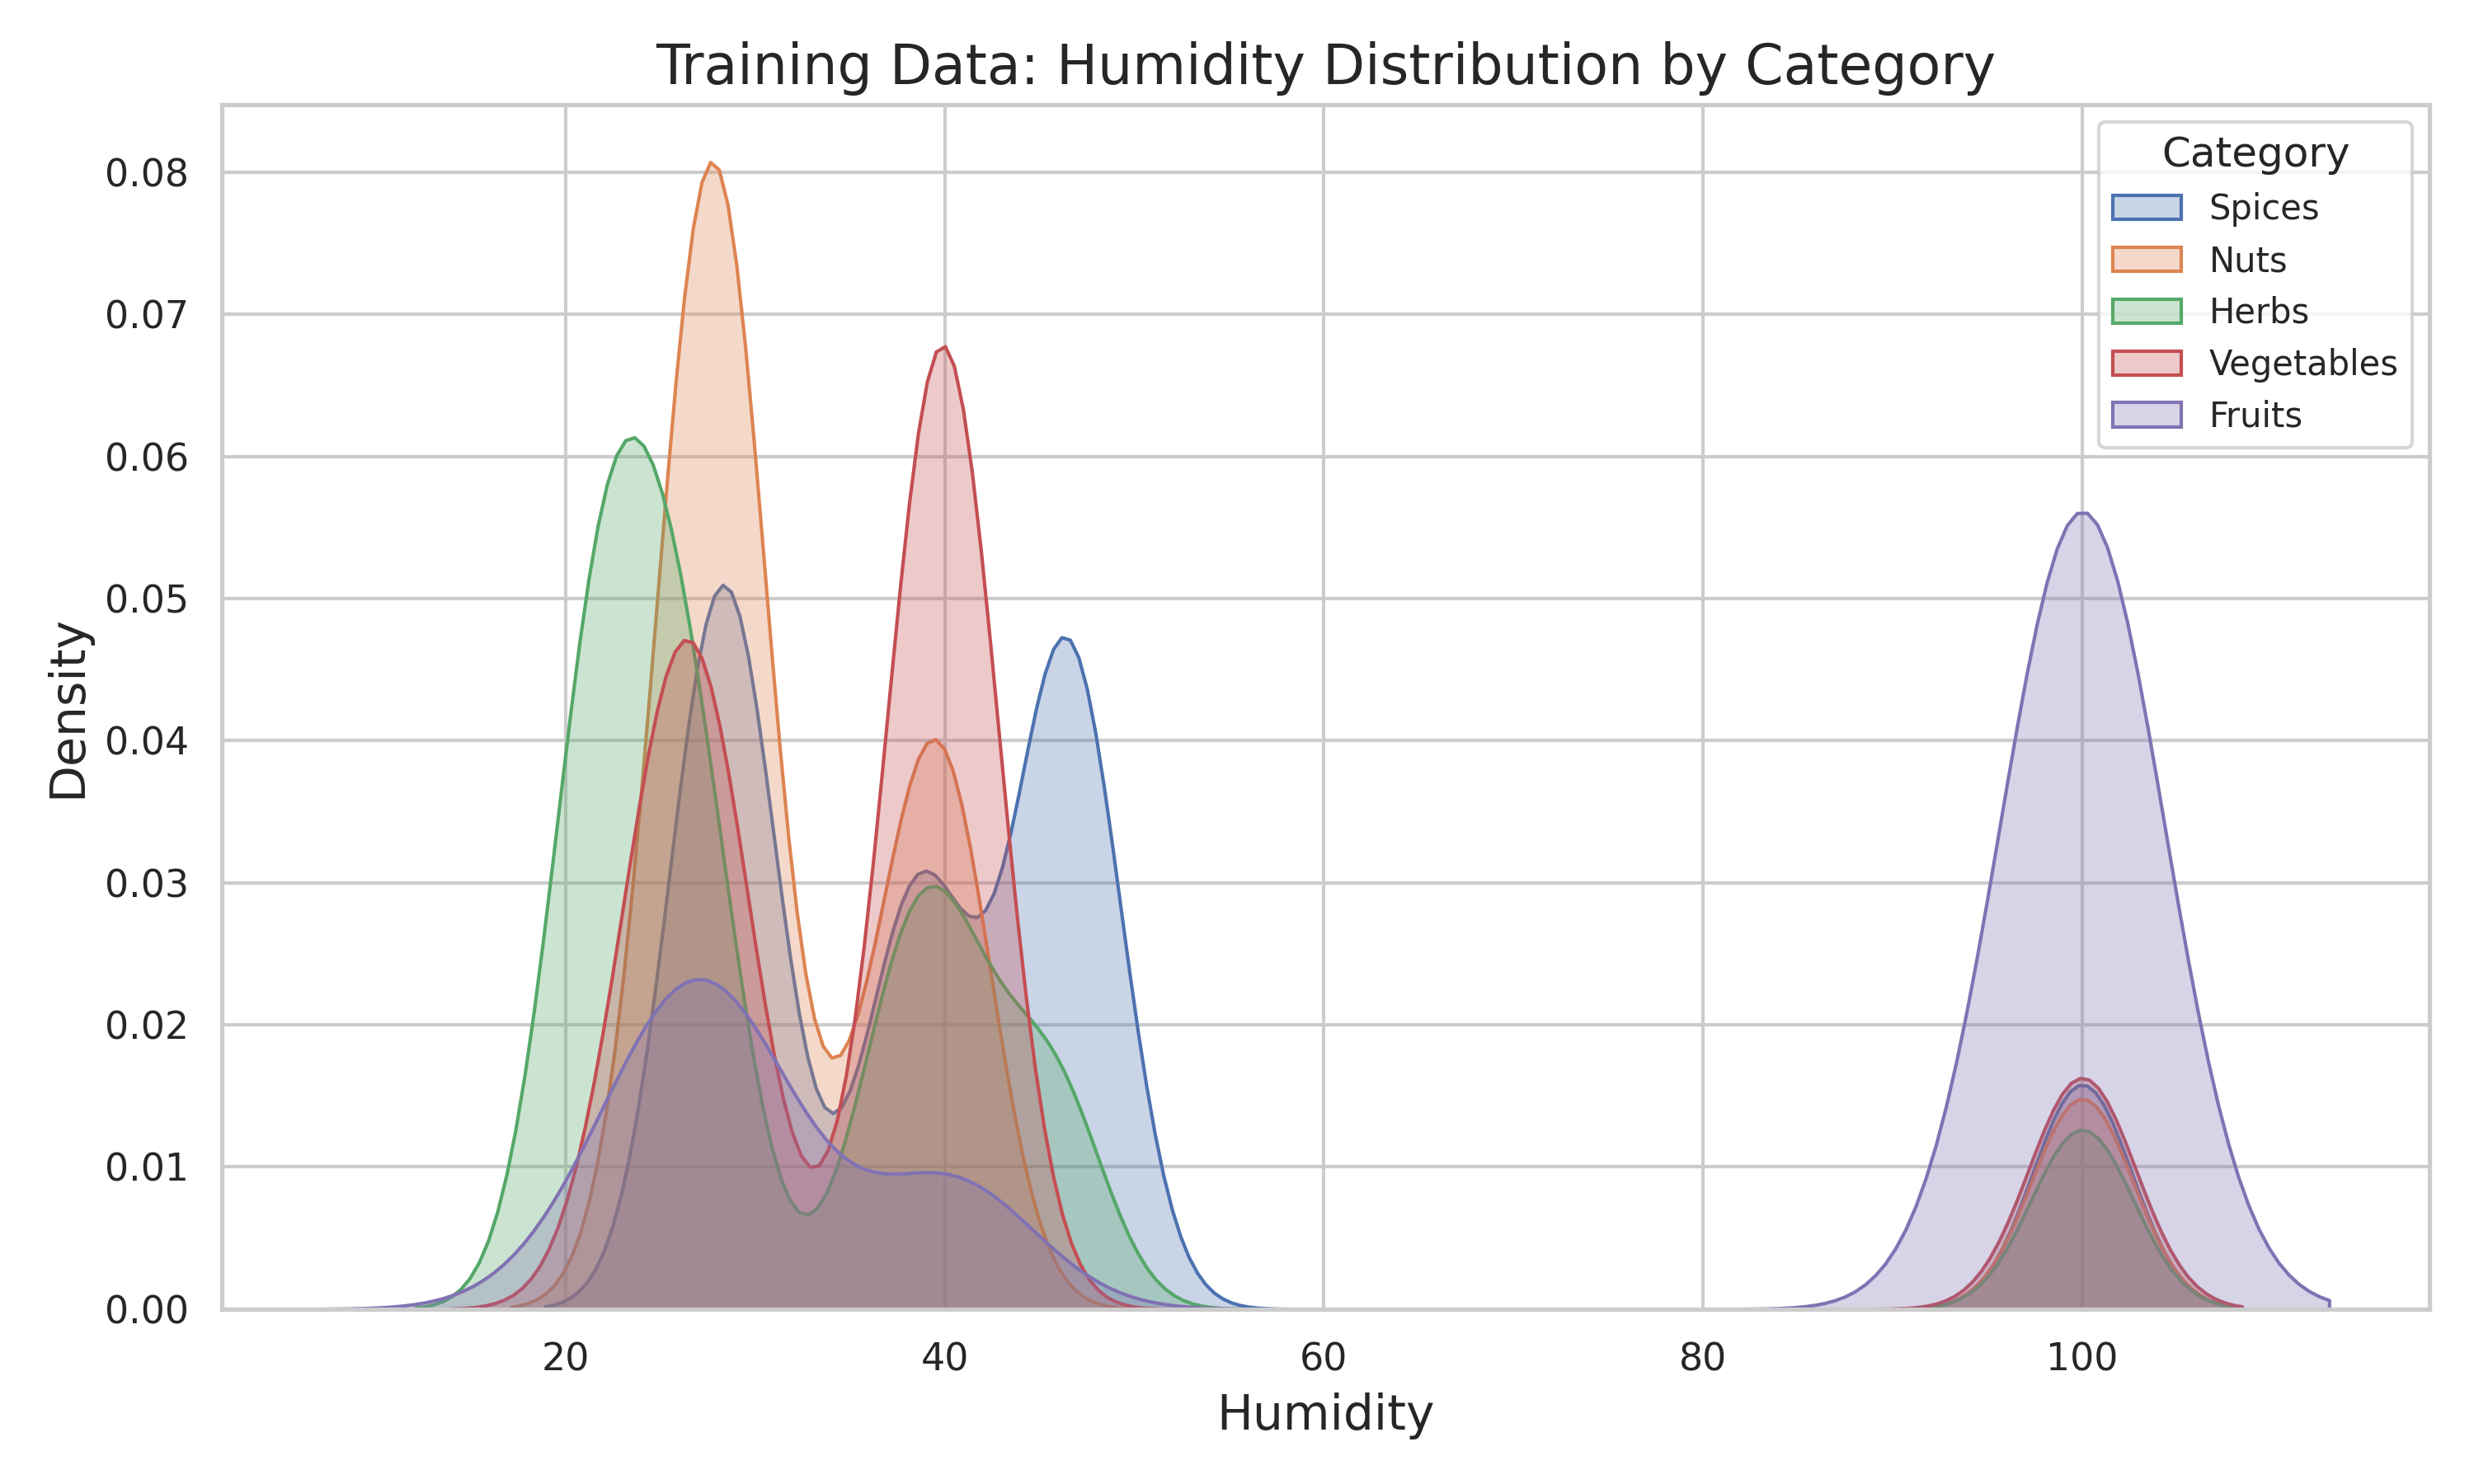 Training Data: Humidity Distribution by Category
Category
Spices
Nuts
Herbs
Vegetables
Fruits
Density
0.08
0.07
0.06
0.05
0.04
0.03
0.02
0.01
0.00
20 40 60 80 100
Humidity